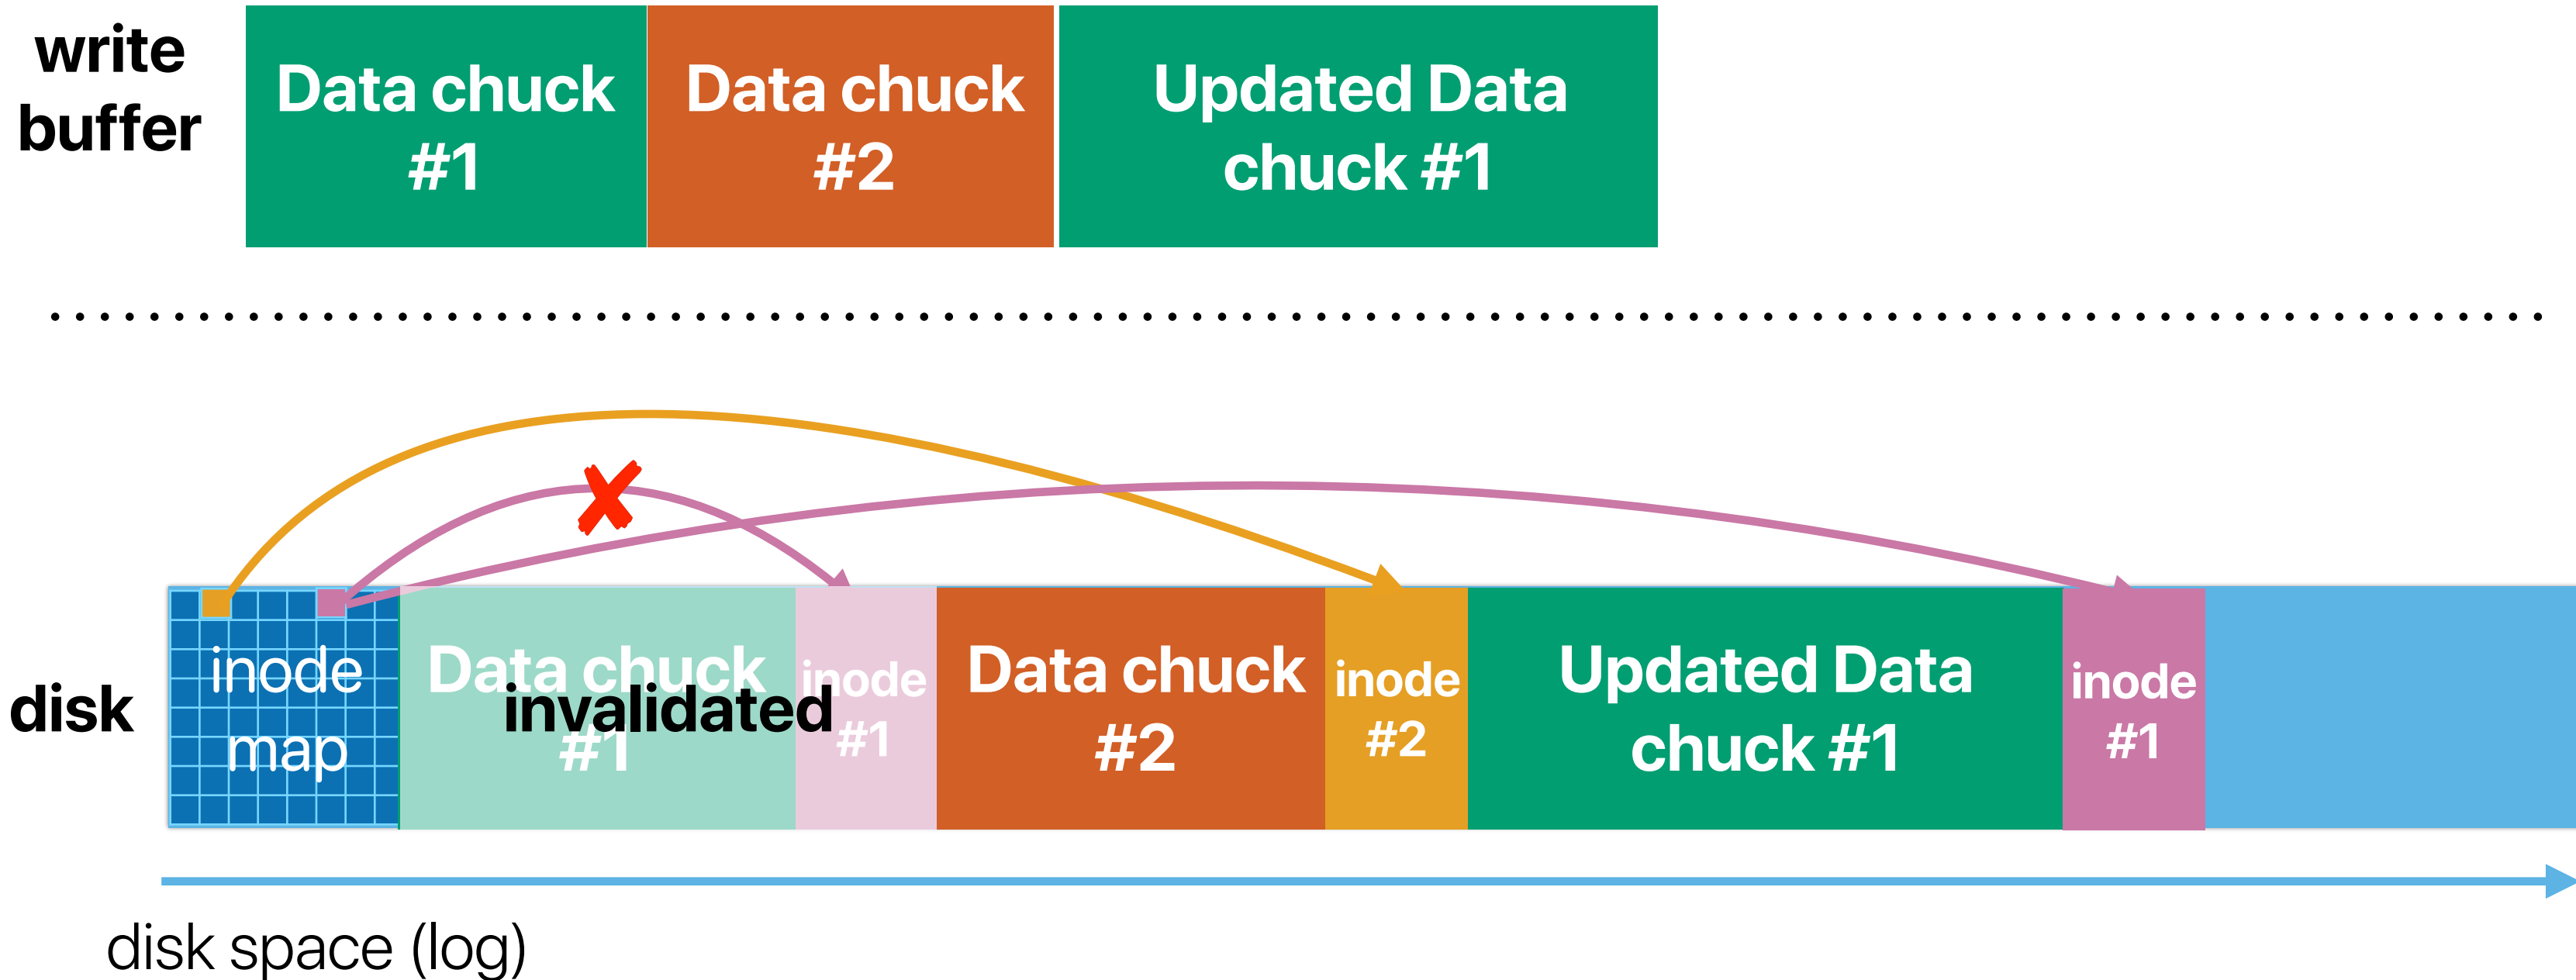 write
buffer
Data chuck
#1
Data chuck
#2
Updated Data
chuck #1
disk
inode
map
Data chuck
#1
invalidated
inode
#1
Data chuck
#2
inode
#2
Updated Data
chuck #1
inode
#1
disk space (log)